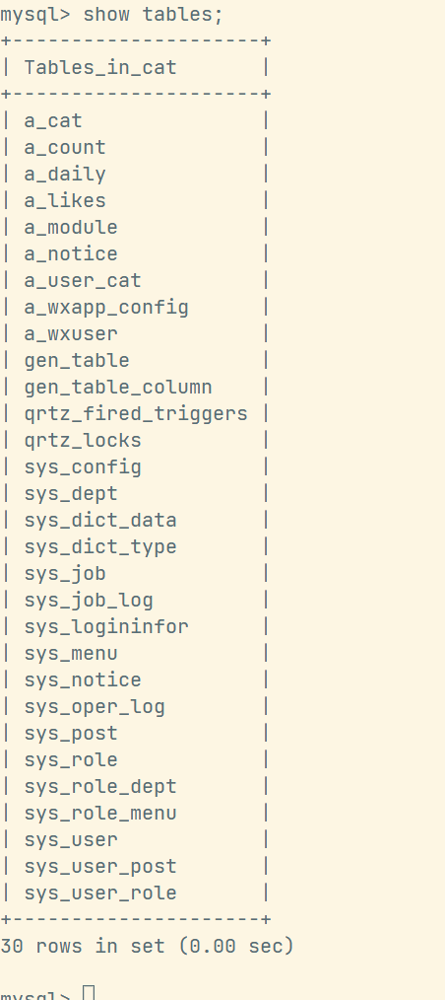 mysql> show tables;
+---------------------+
| Tables_in_cat       |
+---------------------+
| a_cat               |
| a_count             |
| a_daily             |
| a_likes             |
| a_module            |
| a_notice            |
| a_user_cat          |
| a_wxapp_config      |
| a_wxuser            |
| gen_table           |
| gen_table_column    |
| qrtz_fired_triggers |
| qrtz_locks          |
| sys_config          |
| sys_dept            |
| sys_dict_data       |
| sys_dict_type       |
| sys_job             |
| sys_job_log         |
| sys_logininfor      |
| sys_menu            |
| sys_notice          |
| sys_oper_log        |
| sys_post            |
| sys_role            |
| sys_role_dept       |
| sys_role_menu       |
| sys_user            |
| sys_user_post       |
| sys_user_role       |
+---------------------+
30 rows in set (0.00 sec)
mysql>